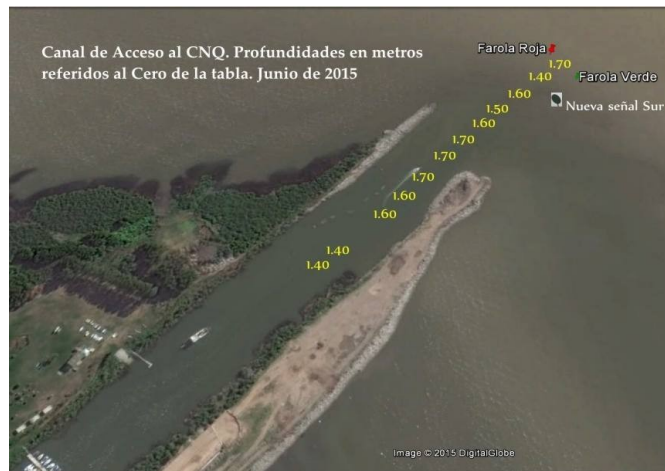 Canal de Acceso al CNQ. Profundidades en metros
referidos al Cero de la tabla. Junio de 2015
Farola Roja
1.70
1.40
Farola Verde
1.60
Nueva señal Sur
1.50
1.60
1.70
1.70
1.70
1.60
1.60
1.40
1.40
Image © 2015 DigitalGlobe